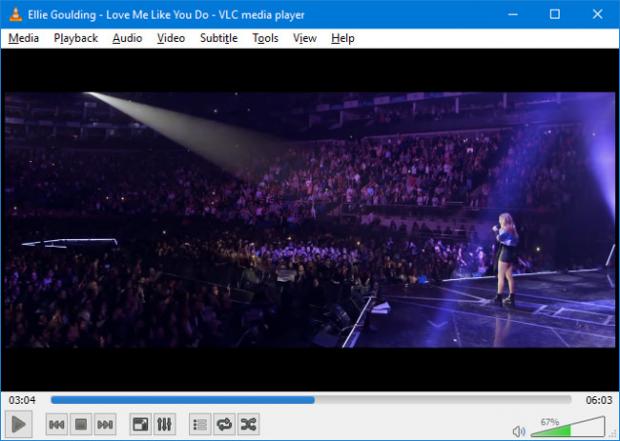 Ellie Goulding - Love Me Like You Do - VLC media player
Media Playback Audio Video Subtitle Tools View Help
03:04 06:03
67%